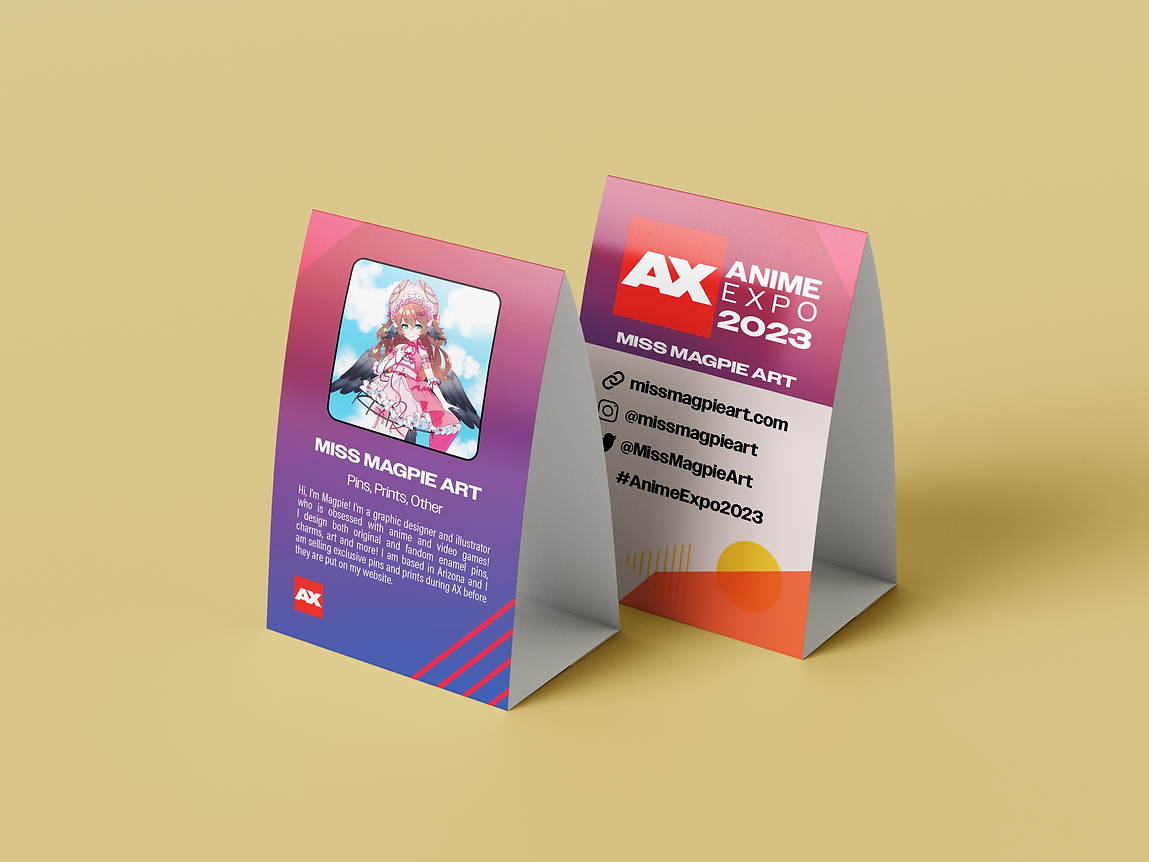 MISS MAGPIE ART
Pins, Prints, Other
Hi, I'm Magpie! I'm a graphic designer and illustrator
who is obsessed with anime and video games!
I design both original and fandom enamel pins,
charms, art and more! I am based in Arizona and I
am selling exclusive pins and prints during AX before
they are put on my website.
AX
AX
ANIME
EXPO
2023
MISS MAGPIE ART
missmagpieart.com
@missmagpieart
@MissMagpieArt
#AnimeExpo2023